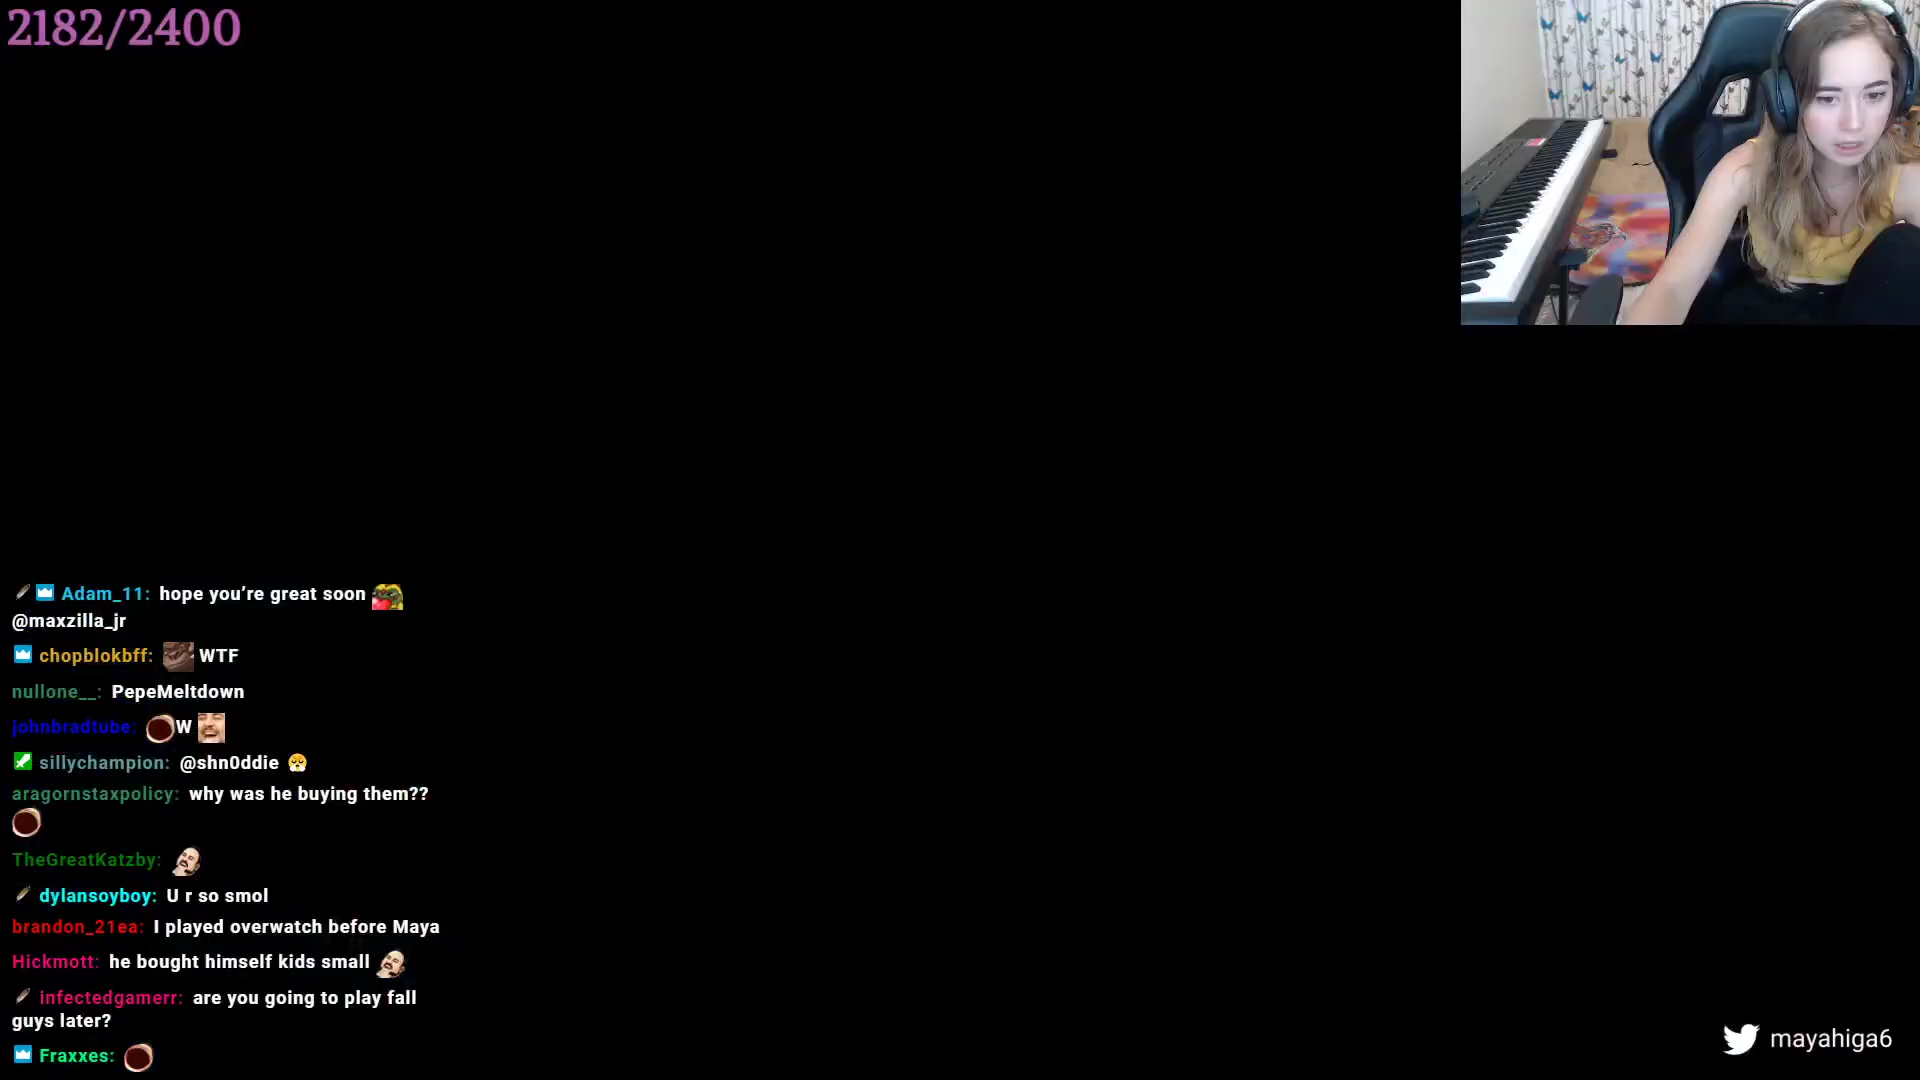 2182/2400
Adam_11: hope you’re great soon
@maxzilla_jr
chopblokbff: WTF
nullone__: PepeMeltdown
johnbradtube: W
sillychampion: @shn0ddie
aragornstaxpolicy: why was he buying them??
TheGreatKatzby:
dylansoyboy: U r so smol
brandon_21ea: I played overwatch before Maya
Hickmott: he bought himself kids small
infectedgamerr: are you going to play fall
guys later?
Fraxxes:
mayahiga6